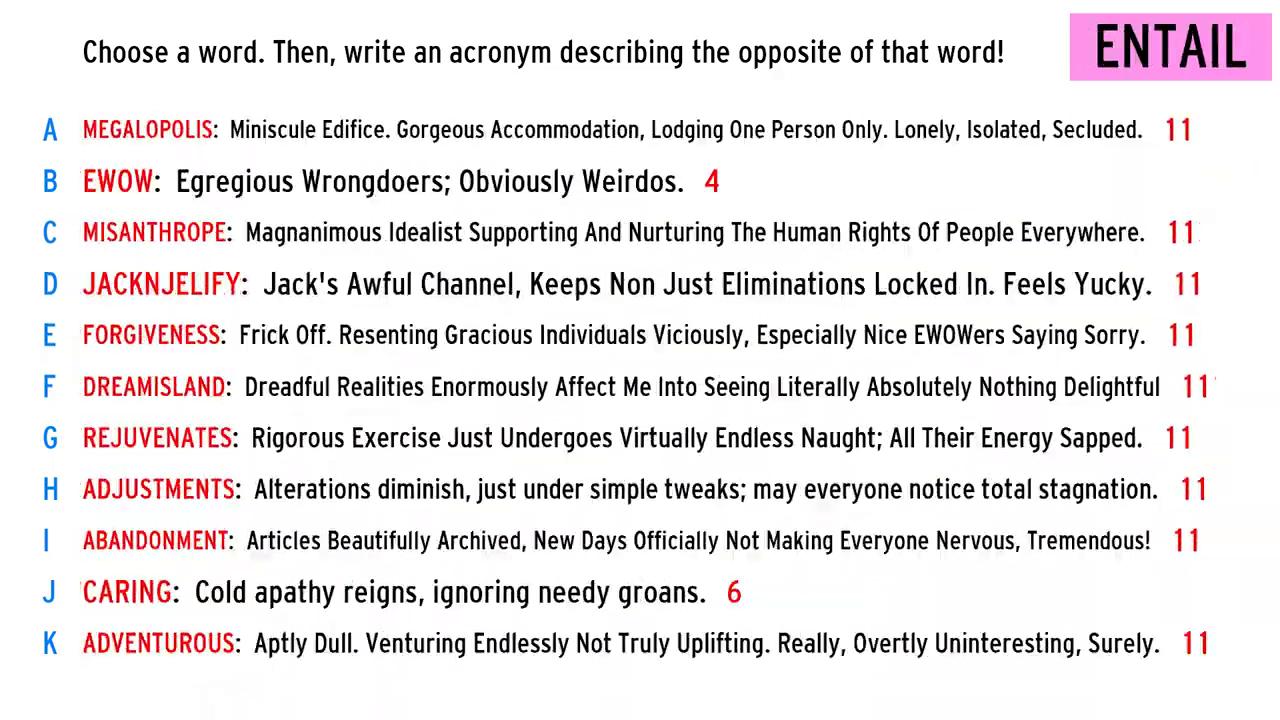 Choose a word. Then, write an acronym describing the opposite of that word!
ENTAIL
A MEGALOPOLIS: Miniscule Edifice. Gorgeous Accommodation, Lodging One Person Only. Lonely, Isolated, Secluded. 11
B EWOW: Egregious Wrongdoers; Obviously Weirdos. 4
C MISANTHROPE: Magnanimous Idealist Supporting And Nurturing The Human Rights Of People Everywhere. 11
D JACKNJELIFY: Jack's Awful Channel, Keeps Non Just Eliminations Locked In. Feels Yucky. 11
E FORGIVENESS: Frick Off. Resenting Gracious Individuals Viciously, Especially Nice EWOWers Saying Sorry. 11
F DREAMISLAND: Dreadful Realities Enormously Affect Me Into Seeing Literally Absolutely Nothing Delightful 11
G REJUVENATES: Rigorous Exercise Just Undergoes Virtually Endless Naught; All Their Energy Sapped. 11
H ADJUSTMENTS: Alterations diminish, just under simple tweaks; may everyone notice total stagnation. 11
I ABANDONMENT: Articles Beautifully Archived, New Days Officially Not Making Everyone Nervous, Tremendous! 11
J CARING: Cold apathy reigns, ignoring needy groans. 6
K ADVENTUROUS: Aptly Dull. Venturing Endlessly Not Truly Uplifting. Really, Overtly Uninteresting, Surely. 11